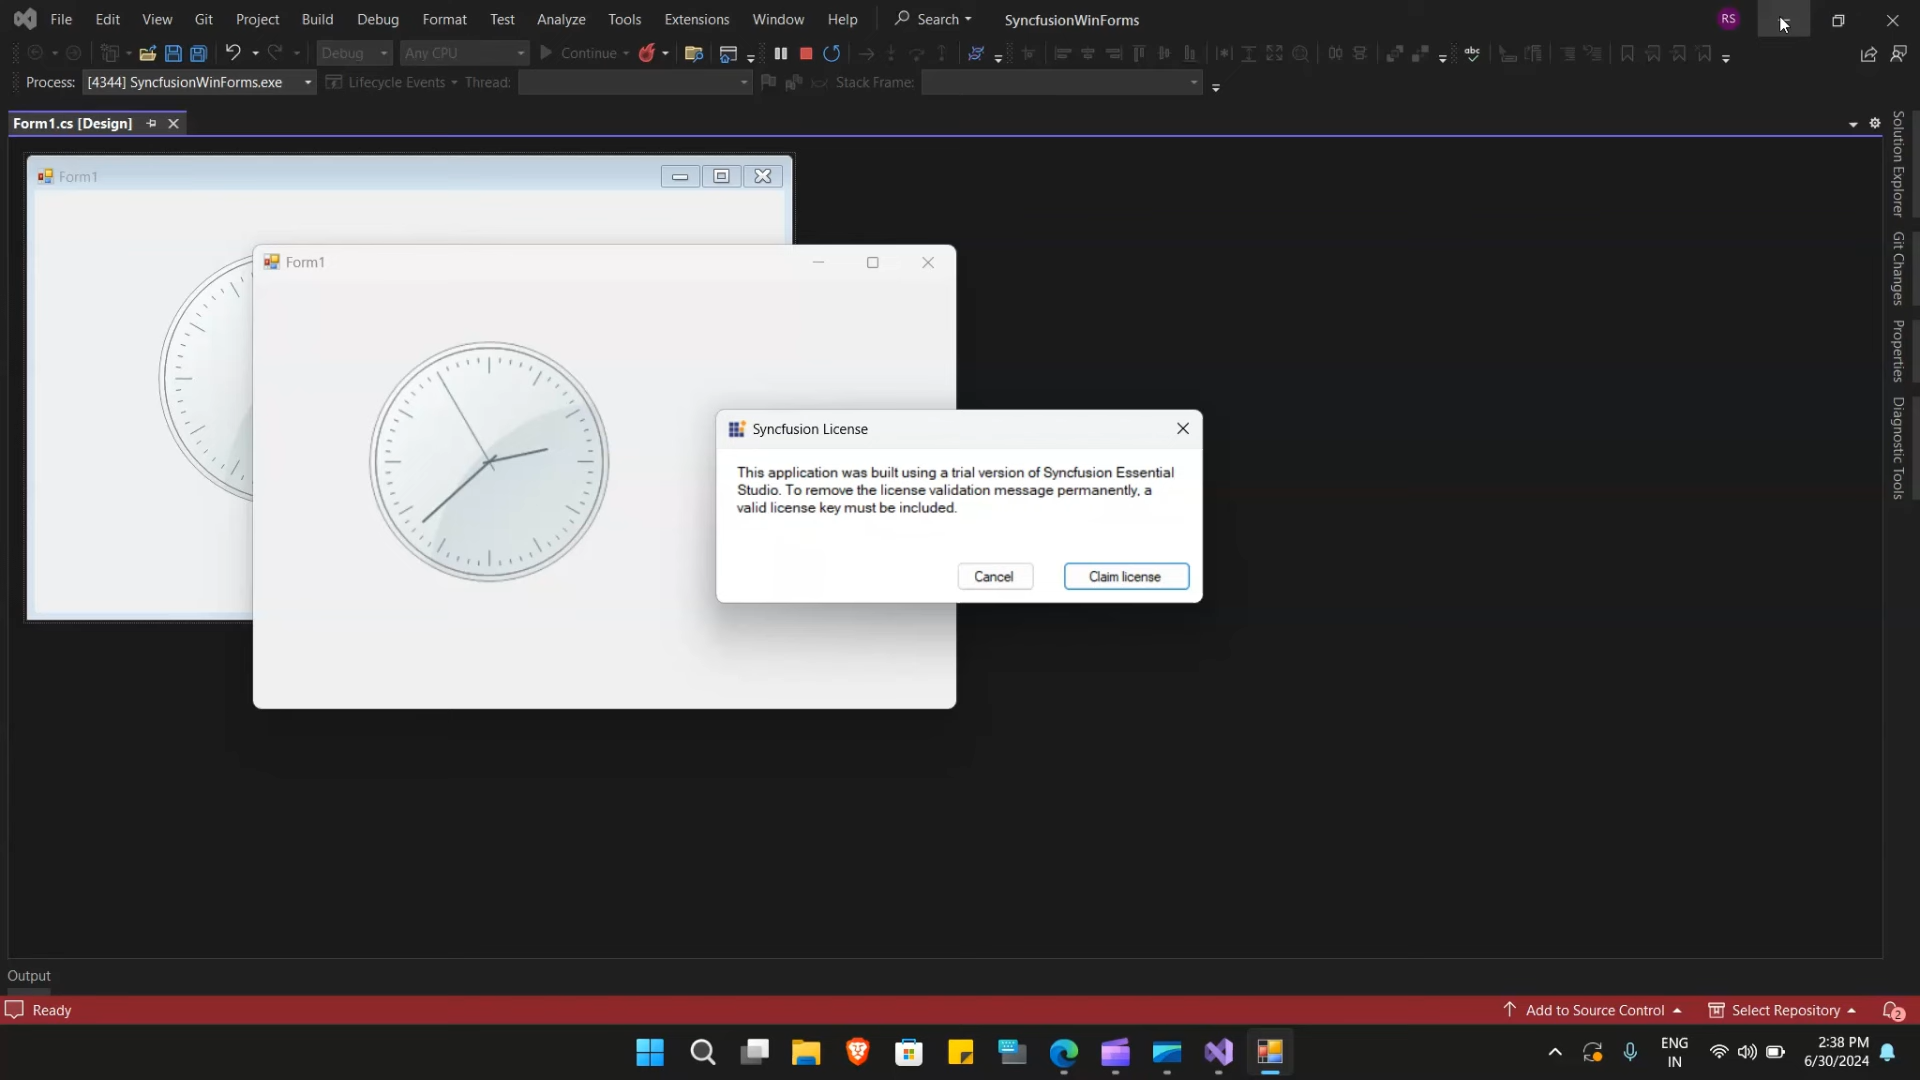 File Edit View Git Project Build Debug Format Test Analyze Tools Extensions Window Help Search SyncfusionWinForms RS
Debug Any CPU Continue
Process: [4344] SyncfusionWinForms.exe Lifecycle Events Thread: Stack Frame:
Form1.cs [Design]
Form1
Form1
Syncfusion License
This application was built using a trial version of Syncfusion Essential
Studio. To remove the license validation message permanently, a
valid license key must be included.
Cancel Claim license
Solution Explorer
Git Changes
Properties
Diagnostic Tools
Output
Ready Add to Source Control Select Repository 2
ENG
IN
2:38 PM
6/30/2024